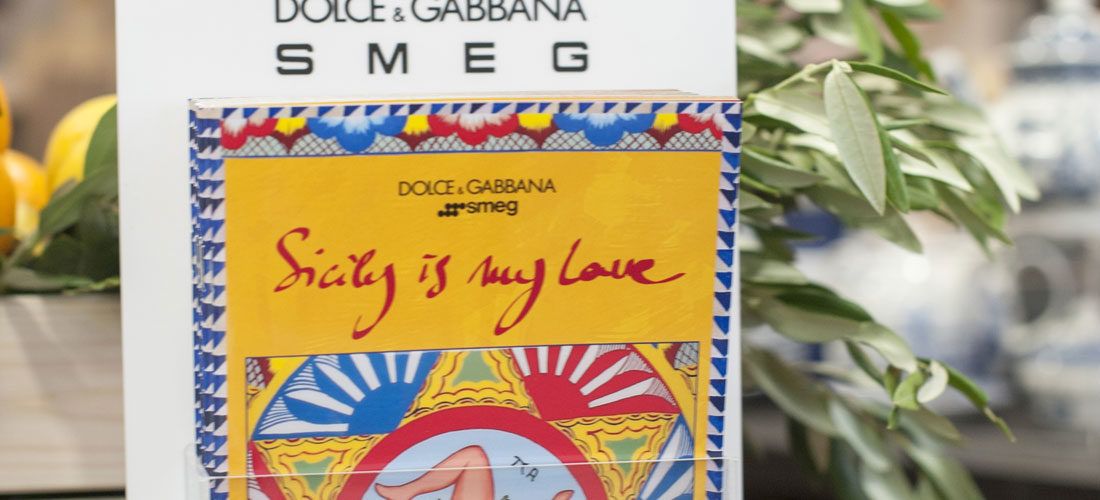 DOLCE & GABBANA
SMEG
DOLCE & GABBANA
smeg
Sicily is my Love